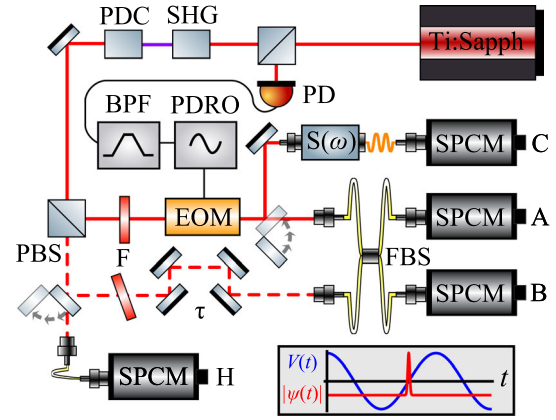 PDC SHG
Ti:Sapph
PD
BPF PDRO
S(ω) SPCM C
EOM SPCM A
PBS F FBS
τ SPCM B
SPCM H
V(t)
|ψ(t)| t